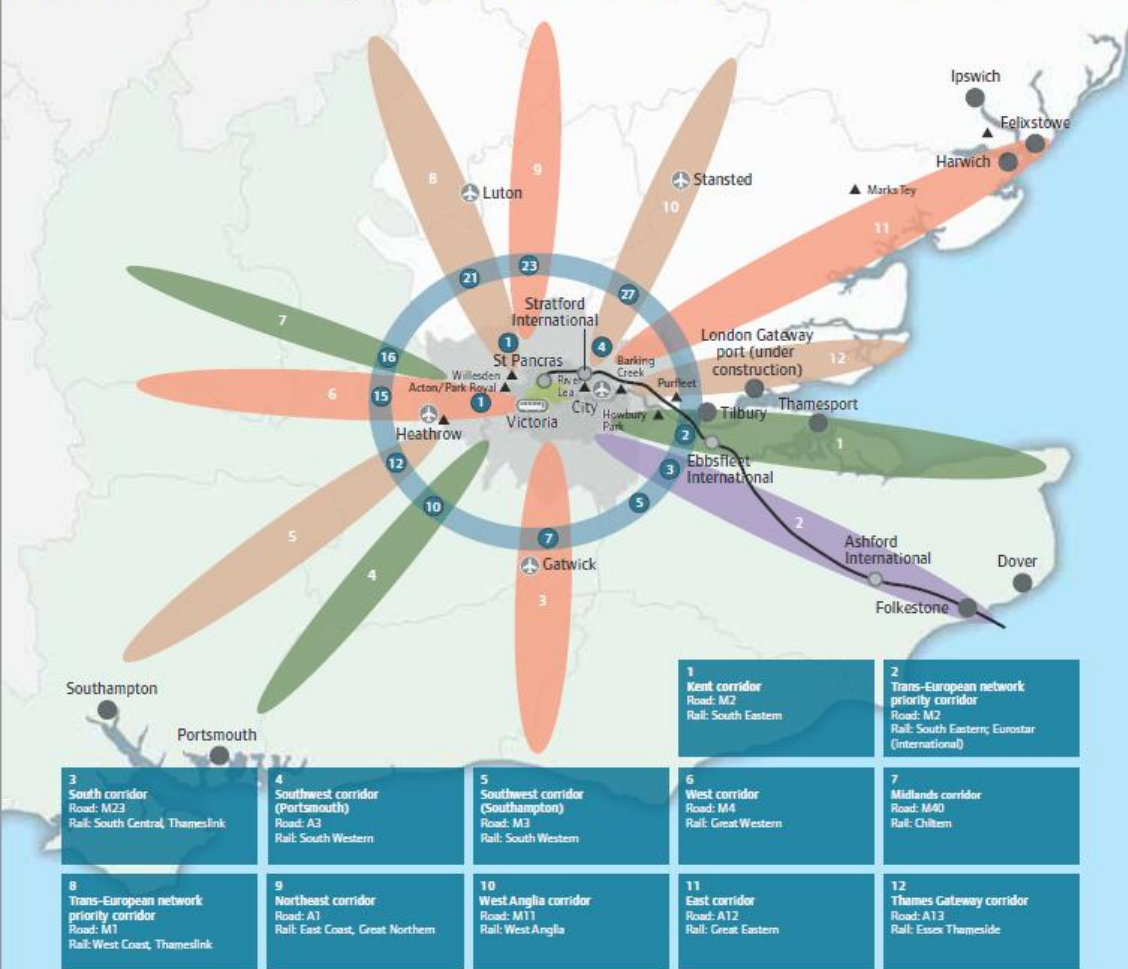 Ipswich
Felixstowe
Harwich
Marks Tey
8
9
Luton
Stansted
10
11
21
23
27
7
Stratford
International
London Gateway
port (under
construction)
12
16
1
4
St Pancras
Barking
Creek
Willesden
Acton/Park Royal
River
Lea
Purfleet
6
15
1
City
Victoria
Howbury
Park
Tilbury
Thamesport
Heathrow
2
1
12
3
Ebbsfleet
International
10
5
2
5
7
Ashford
International
Gatwick
Dover
4
3
Folkestone
Southampton
Portsmouth
1
Kent corridor
Road: M2
Rail: South Eastern
2
Trans-European network
priority corridor
Road: M2
Rail: South Eastern; Eurostar
(international)
3
South corridor
Road: M23
Rail: South Central, Thameslink
4
Southwest corridor
(Portsmouth)
Road: A3
Rail: South Western
5
Southwest corridor
(Southampton)
Road: M3
Rail: South Western
6
West corridor
Road: M4
Rail: Great Western
7
Midlands corridor
Road: M40
Rail: Chiltern
8
Trans-European network
priority corridor
Road: M1
Rail: West Coast, Thameslink
9
Northeast corridor
Road: A1
Rail: East Coast, Great Northern
10
West Anglia corridor
Road: M11
Rail: West Anglia
11
East corridor
Road: A12
Rail: Great Eastern
12
Thames Gateway corridor
Road: A13
Rail: Essex Thameside